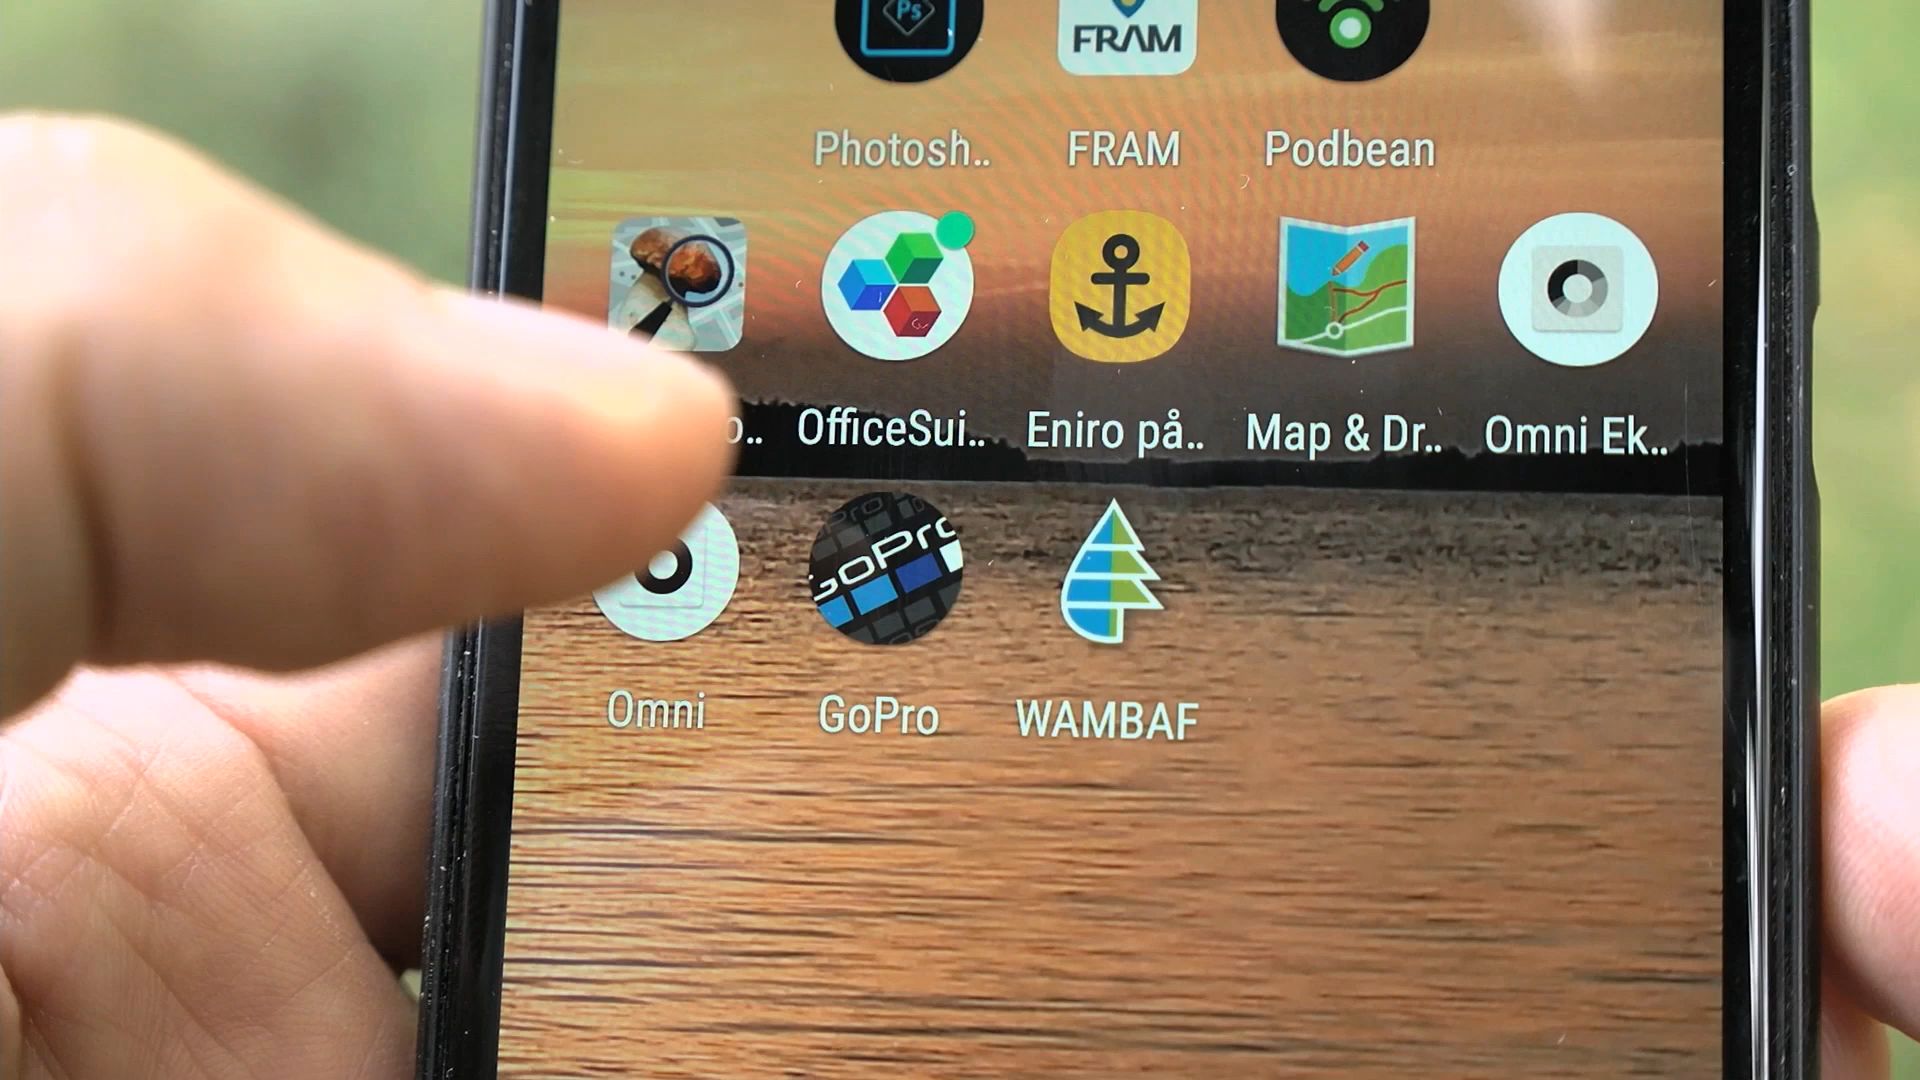 Ps
FRAM
Photosh..
FRAM
Podbean
OfficeSui..
Eniro på..
Map & Dr..
Omni Ek..
GoPro
Omni
GoPro
WAMBAF